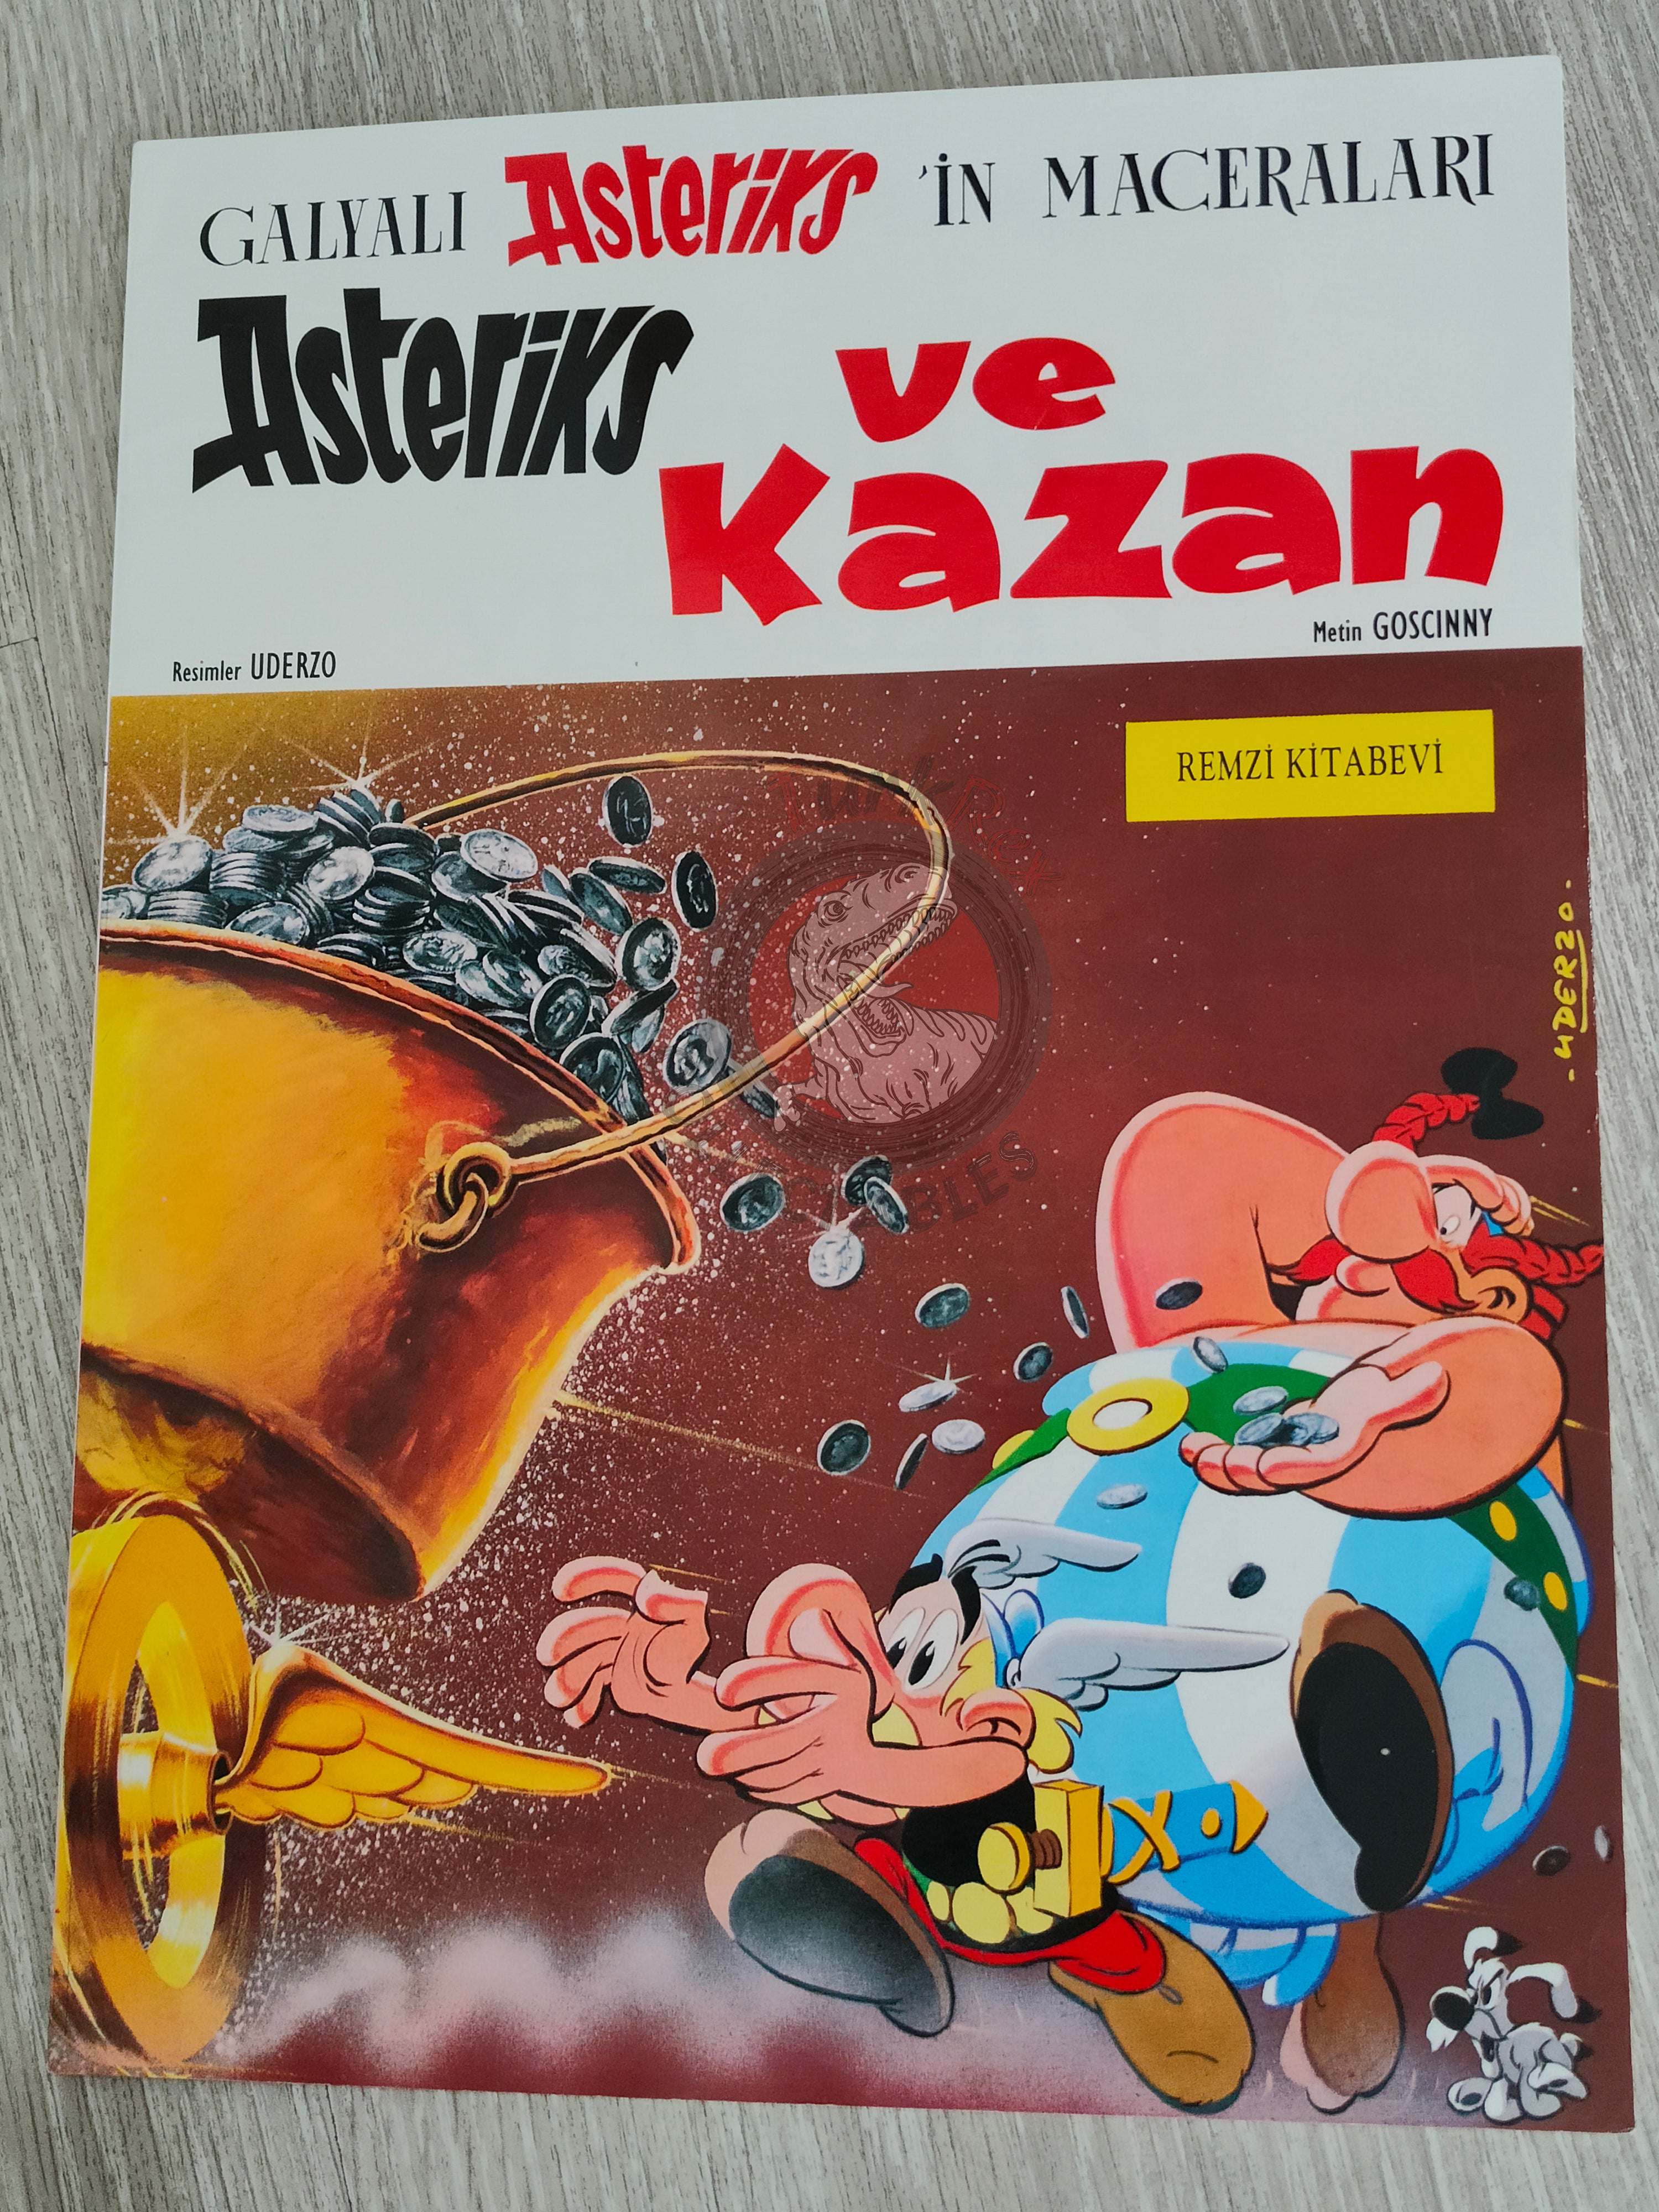 GALYALI Asteriks 'İN MACERALARI
Asteriks ve
Kazan
Metin GOSCINNY
Resimler UDERZO
REMZİ KİTABEVİ
UDERZO